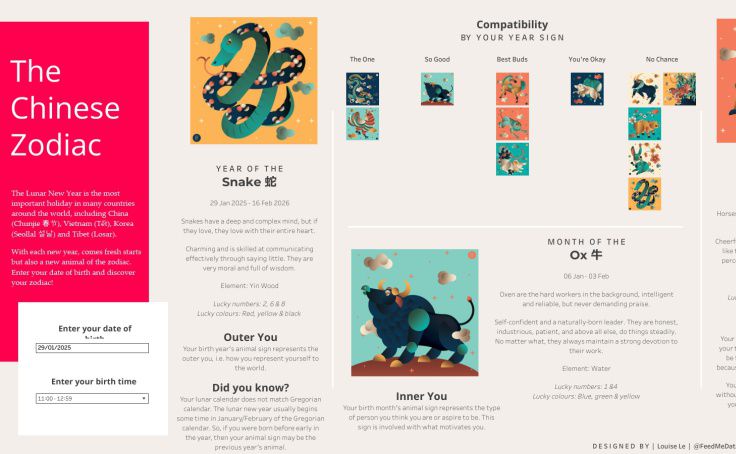 The
Chinese
Zodiac
The Lunar New Year is the most
important holiday in many countries
around the world, including China
(Chunjie 春节), Vietnam (Tết), Korea
(Seollal 설날) and Tibet (Losar).
With each new year, comes fresh starts
but also a new animal of the zodiac.
Enter your date of birth and discover
your zodiac!
Enter your date of
29/01/2025
Enter your birth time
11:00 - 12:59
YEAR OF THE
Snake 蛇
29 Jan 2025 - 16 Feb 2026
Snakes have a deep and complex mind, but if
they love, they love with their entire heart.
Charming and is skilled at communicating
effectively through saying little. They are
very moral and full of wisdom.
Element: Yin Wood
Lucky numbers: 2, 6 & 8
Lucky colours: Red, yellow & black
Outer You
Your birth year's animal sign represents the
outer you, i.e. how you represent yourself to
the world.
Did you know?
Your lunar calendar does not match Gregorian
calendar. The lunar new year usually begins
some time in January/February of the Gregorian
calendar. So, if you were born before early in
the year, then your animal sign may be the
previous year's animal.
Compatibility
BY YOUR YEAR SIGN
The One
So Good
Best Buds
You're Okay
No Chance
Inner You
Your birth month's animal sign represents the type
of person you think you are or aspire to be. This
sign is involved with what motivates you.
MONTH OF THE
Ox 牛
06 Jan - 03 Feb
Oxen are the hard workers in the background, intelligent
and reliable, but never demanding praise.
Self-confident and a naturally-born leader. They are honest,
industrious, patient, and above all else, do things steadily.
No matter what, they always maintain a strong devotion to
their work.
Element: Water
Lucky numbers: 1 &4
Lucky colours: Blue, green & yellow
Horses
Cheerf
like t
perc
Lu
Your
your t
be
becaus
You
withou
your
DESIGNED BY | Louise Le | @FeedMeDat